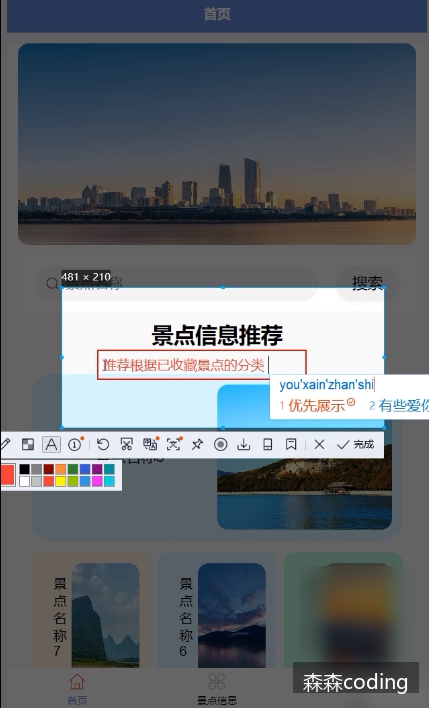 首页
景点名称
搜索
481 × 210
景点信息推荐
推荐根据已收藏景点的分类
you'xain'zhan'shi
1 优先展示 2 有些爱你
完成
景点名称7
景点名称6
首页
景点信息
森森coding